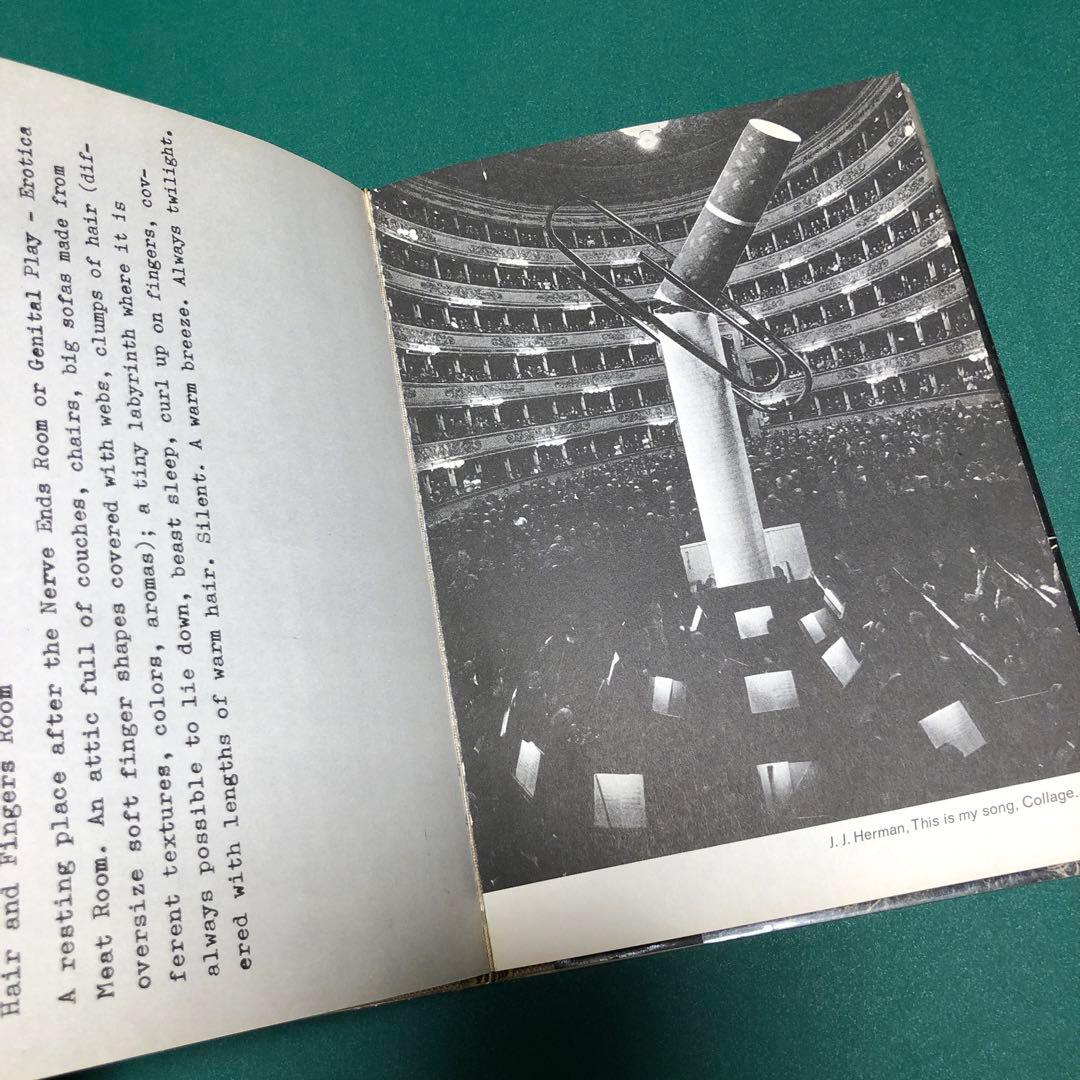 Hair and Fingers Room
A resting place after the Nerve Ends Room or Genital Play - Erotica
Meat Room. An attic full of couches, chairs, big sofas made from
oversize soft finger shapes covered with webs, clumps of hair (dif-
ferent textures, colors, aromas); a tiny labyrinth where it is
always possible to lie down, beast sleep, curl up on fingers, cov-
ered with lengths of warm hair. Silent. A warm breeze. Always twilight.
J. J. Herman, This is my song, Collage.